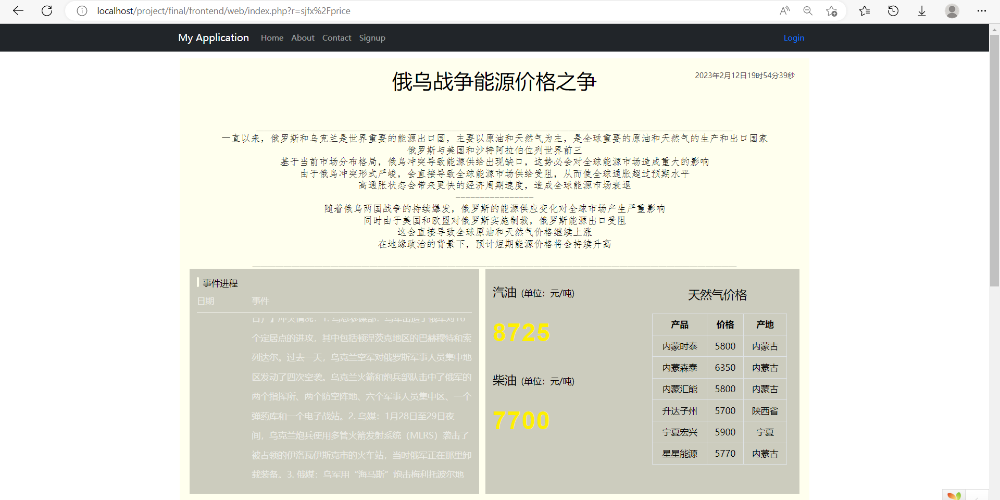 localhost/project/final/frontend/web/index.php?r=sjfx%2Fprice
My Application Home About Contact Signup Login
俄乌战争能源价格之争
2023年2月12日19时54分39秒
一直以来，俄罗斯和乌克兰是世界重要的能源出口国，主要以原油和天然气为主，是全球重要的原油和天然气的生产和出口国家
俄罗斯与美国和沙特阿拉伯位列世界前三
基于当前市场分布格局，俄乌冲突导致能源供给出现缺口，这势必会对全球能源市场造成重大的影响
由于俄乌冲突形式严峻，会直接导致全球能源市场供给受阻，从而使全球通胀超过预期水平
高通胀状态会带来更快的经济周期速度，造成全球能源市场衰退
----------------
随着俄乌两国战争的持续爆发，俄罗斯的能源供应变化对全球市场产生严重影响
同时由于美国和欧盟对俄罗斯实施制裁，俄罗斯能源出口受阻
这会直接导致全球原油和天然气价格继续上涨
在地缘政治的背景下，预计短期能源价格将会持续升高
事件进程
日期 事件
日）】冲突情况：1. 乌总参谋部：乌军击退了俄军对16
个定居点的进攻，其中包括顿涅茨克地区的巴赫穆特和索
列达尔。过去一天，乌克兰空军对俄罗斯军事人员集中地
区发动了四次空袭。乌克兰火箭和炮兵部队击中了俄军的
两个指挥所、两个防空阵地、六个军事人员集中区、一个
弹药库和一个电子战站。2. 乌媒：1月28日至29日夜
间，乌克兰炮兵使用多管火箭发射系统（MLRS）袭击了
被占领的伊洛瓦伊斯克市的火车站，当时俄军正在那里卸
载装备。3. 俄媒：乌军用“海马斯”炮击梅利托波尔地
汽油 (单位：元/吨)
8725
柴油 (单位：元/吨)
7700
天然气价格
产品 价格 产地
内蒙时泰 5800 内蒙古
内蒙森泰 6350 内蒙古
内蒙汇能 5800 内蒙古
升达子州 5700 陕西省
宁夏宏兴 5900 宁夏
星星能源 5770 内蒙古